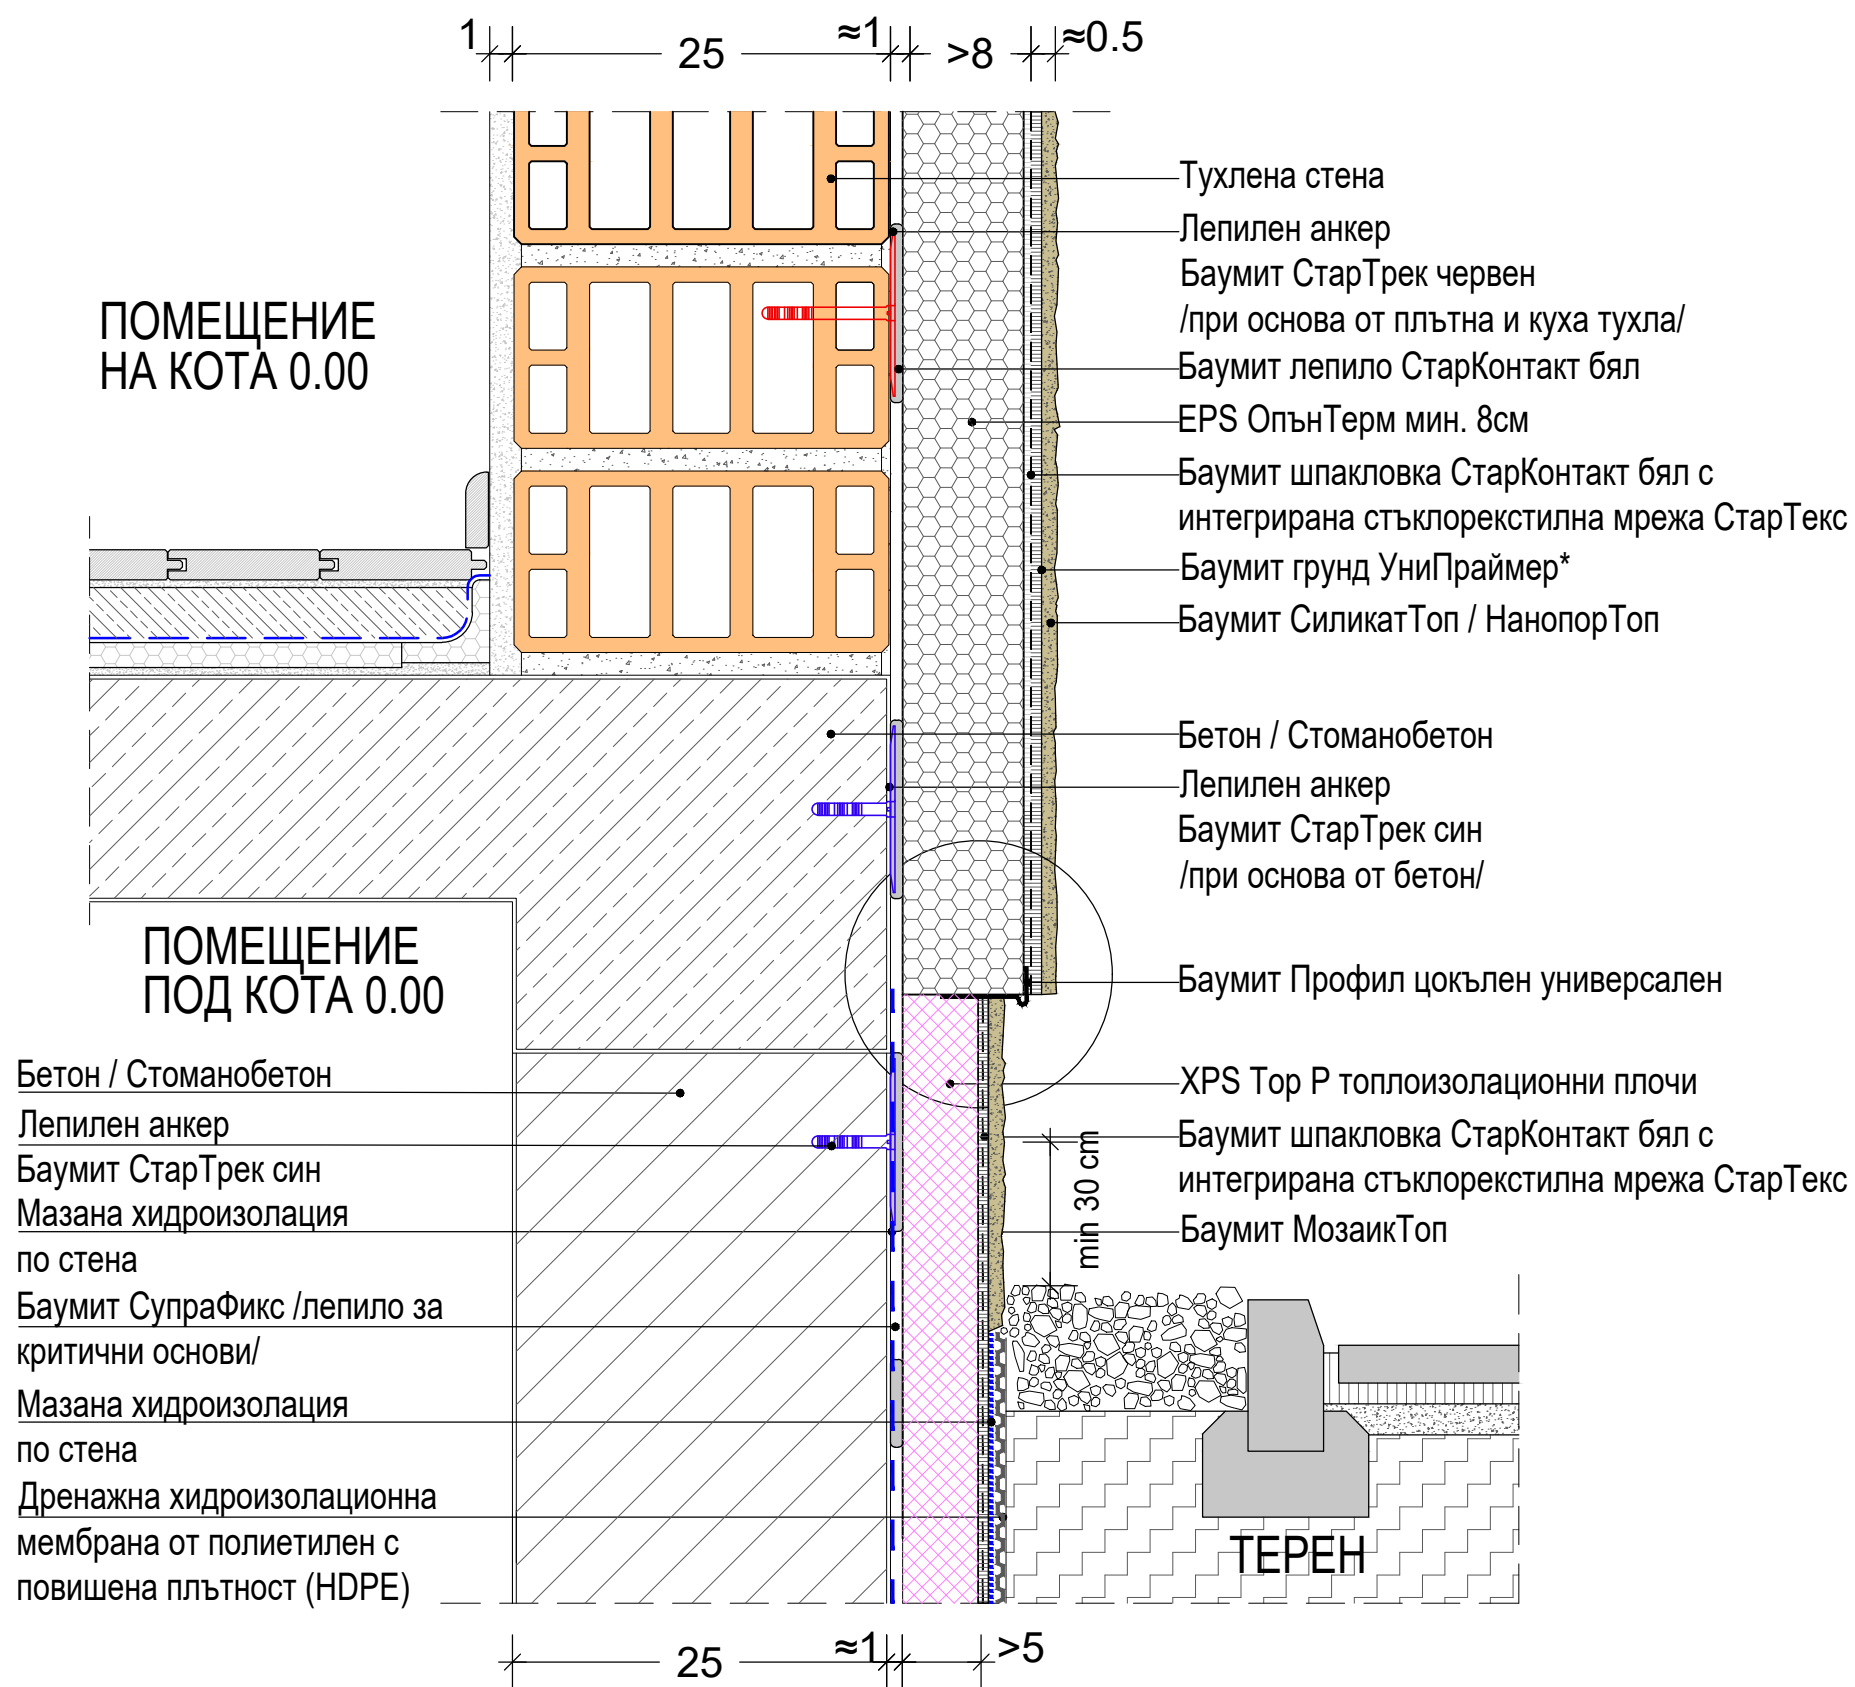 1
25
≈1
>8
≈0.5
Тухлена стена
Лепилен анкер
Баумит СтарТрек червен
/при основа от плътна и куха тухла/
Баумит лепило СтарКонтакт бял
EPS ОпънТерм мин. 8см
Баумит шпакловка СтарКонтакт бял с
интегрирана стъклорекстилна мрежа СтарТекс
Баумит грунд УниПраймер*
Баумит СиликатТоп / НанопорТоп
ПОМЕЩЕНИЕ
НА КОТА 0.00
Бетон / Стоманобетон
Лепилен анкер
Баумит СтарТрек син
/при основа от бетон/
Баумит Профил цокълен универсален
XPS Top P топлоизолационни плочи
Баумит шпакловка СтарКонтакт бял с
интегрирана стъклорекстилна мрежа СтарТекс
Баумит МозаикТоп
min 30 cm
ПОМЕЩЕНИЕ
ПОД КОТА 0.00
Бетон / Стоманобетон
Лепилен анкер
Баумит СтарТрек син
Мазана хидроизолация
по стена
Баумит СупраФикс /лепило за
критични основи/
Мазана хидроизолация
по стена
Дренажна хидроизолационна
мембрана от полиетилен с
повишена плътност (HDPE)
ТЕРЕН
25
≈1
>5